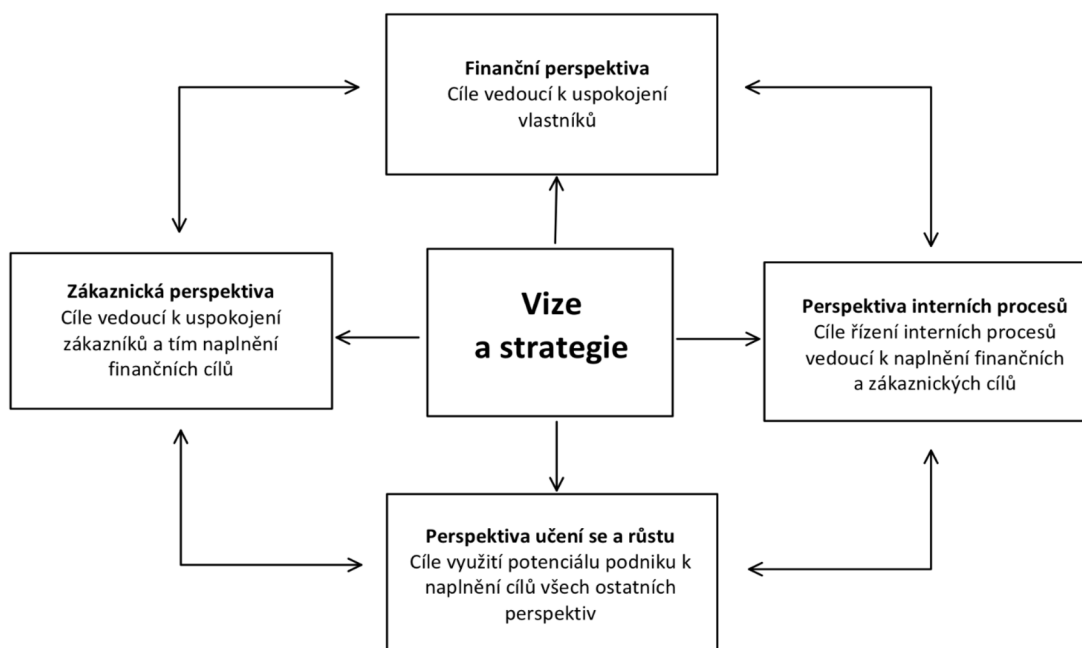 Finanční perspektiva
Cíle vedoucí k uspokojení
vlastníků
Zákaznická perspektiva
Cíle vedoucí k uspokojení
zákazníků a tím naplnění
finančních cílů
Vize
a strategie
Perspektiva interních procesů
Cíle řízení interních procesů
vedoucí k naplnění finančních
a zákaznických cílů
Perspektiva učení se a růstu
Cíle využití potenciálu podniku k
naplnění cílů všech ostatních
perspektiv